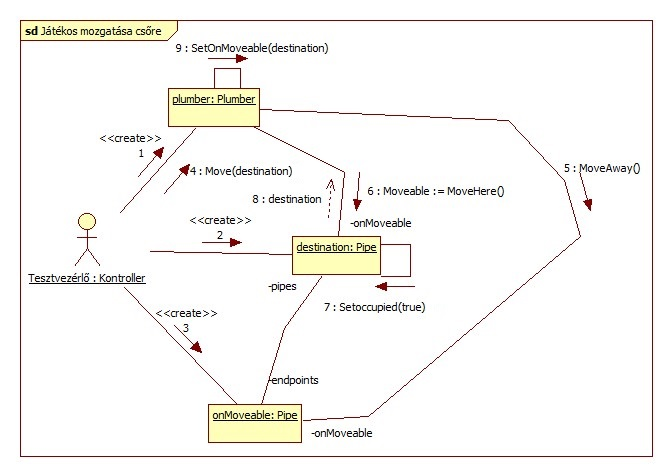 sd Játékos mozgatása csőre
9 : SetOnMoveable(destination)
plumber: Plumber
<<create>>
1
4 : Move(destination)
5 : MoveAway()
8 : destination
6 : Moveable := MoveHere()
-onMoveable
<<create>>
2
destination: Pipe
Tesztvezérlő : Kontroller
-pipes
7 : Setoccupied(true)
<<create>>
3
-endpoints
onMoveable: Pipe
-onMoveable